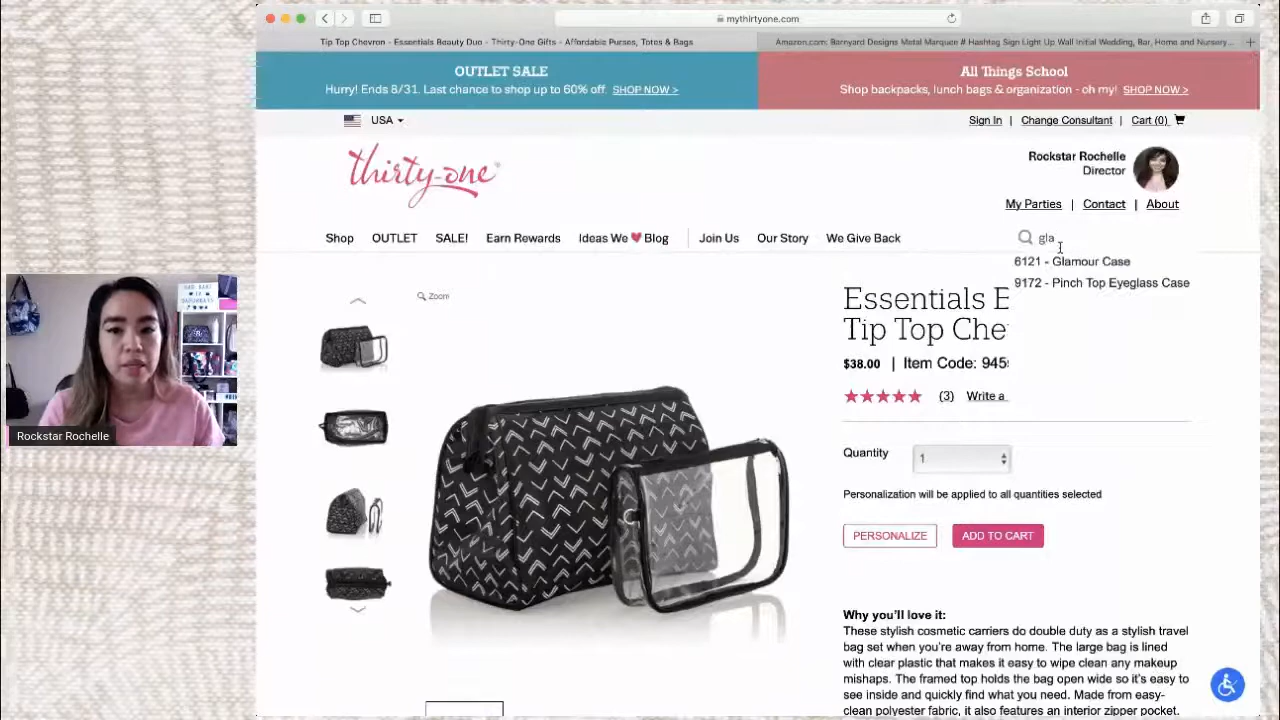 mythirtyone.com
Tip Top Chevron - Essentials Beauty Duo - Thirty-One Gifts - Affordable Purses, Totes & Bags
Amazon.com: Barnyard Designs Metal Marquee # Hashtag Sign Light Up Wall Initial Wedding, Bar, Home and Nursery...
OUTLET SALE
Hurry! Ends 8/31. Last chance to shop up to 60% off. SHOP NOW >
All Things School
Shop backpacks, lunch bags & organization - oh my! SHOP NOW >
USA
Sign In | Change Consultant | Cart (0)
thirty-one
Rockstar Rochelle
Director
My Parties | Contact | About
Shop OUTLET SALE! Earn Rewards Ideas We Blog Join Us Our Story We Give Back
gla
6121 - Glamour Case
9172 - Pinch Top Eyeglass Case
Zoom
Essentials E
Tip Top Che
$38.00 | Item Code: 945
(3) Write a
Quantity 1
Personalization will be applied to all quantities selected
PERSONALIZE ADD TO CART
Why you'll love it:
These stylish cosmetic carriers do double duty as a stylish travel
bag set when you're away from home. The large bag is lined
with clear plastic that makes it easy to wipe clean any makeup
mishaps. The framed top holds the bag open wide so it's easy to
see inside and quickly find what you need. Made from easy-
clean polyester fabric, it also features an interior zipper pocket.
Rockstar Rochelle